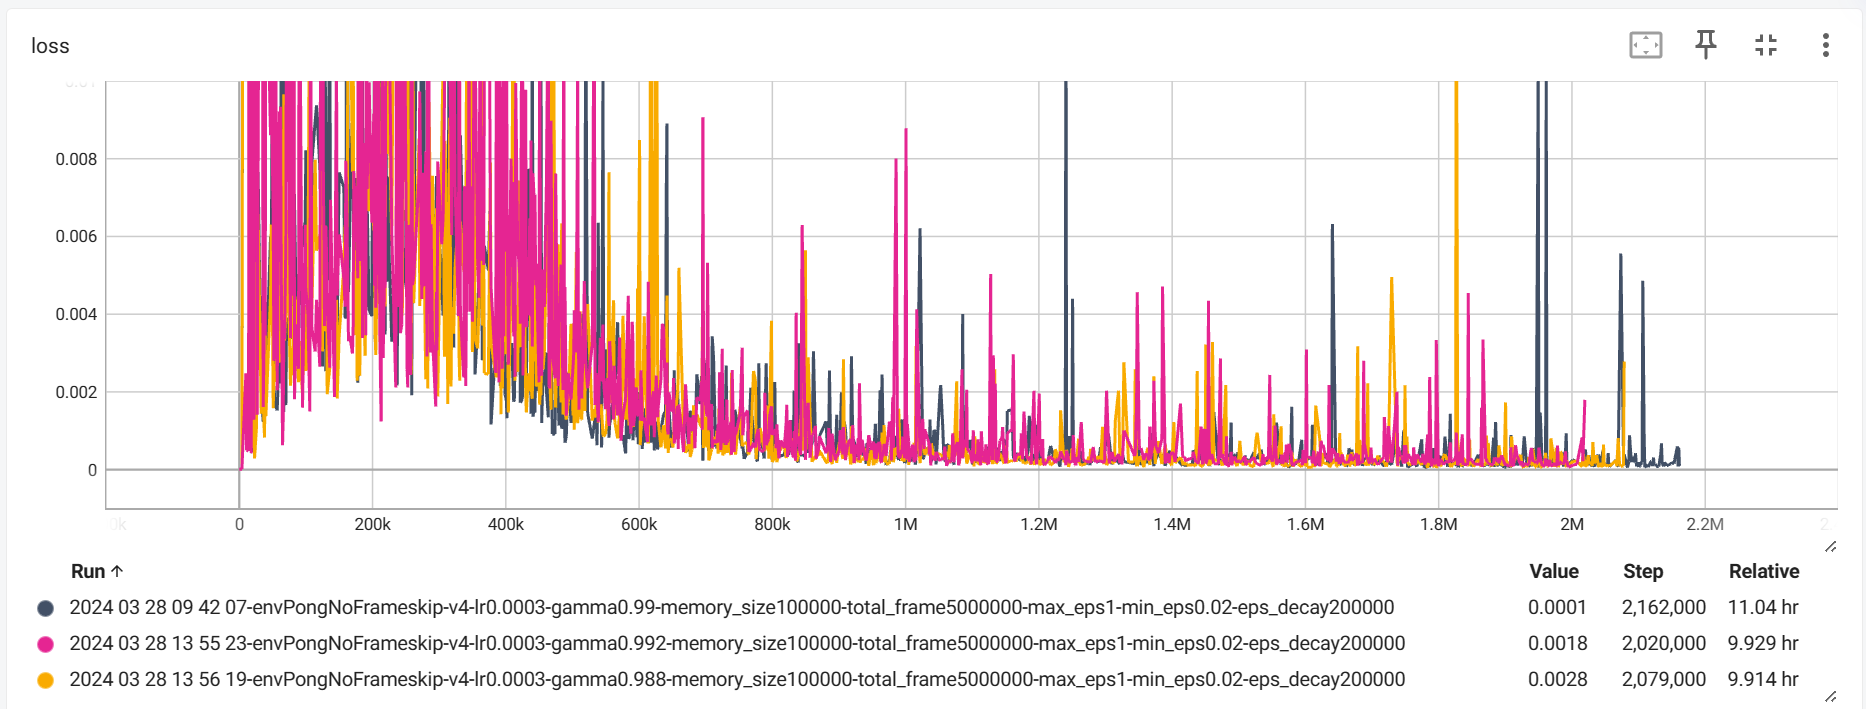 loss
0.01
0.008
0.006
0.004
0.002
0
0k 0 200k 400k 600k 800k 1M 1.2M 1.4M 1.6M 1.8M 2M 2.2M 2.
Run ↑ Value Step Relative
2024 03 28 09 42 07-envPongNoFrameskip-v4-lr0.0003-gamma0.99-memory_size100000-total_frame5000000-max_eps1-min_eps0.02-eps_decay200000 0.0001 2,162,000 11.04 hr
2024 03 28 13 55 23-envPongNoFrameskip-v4-lr0.0003-gamma0.992-memory_size100000-total_frame5000000-max_eps1-min_eps0.02-eps_decay200000 0.0018 2,020,000 9.929 hr
2024 03 28 13 56 19-envPongNoFrameskip-v4-lr0.0003-gamma0.988-memory_size100000-total_frame5000000-max_eps1-min_eps0.02-eps_decay200000 0.0028 2,079,000 9.914 hr